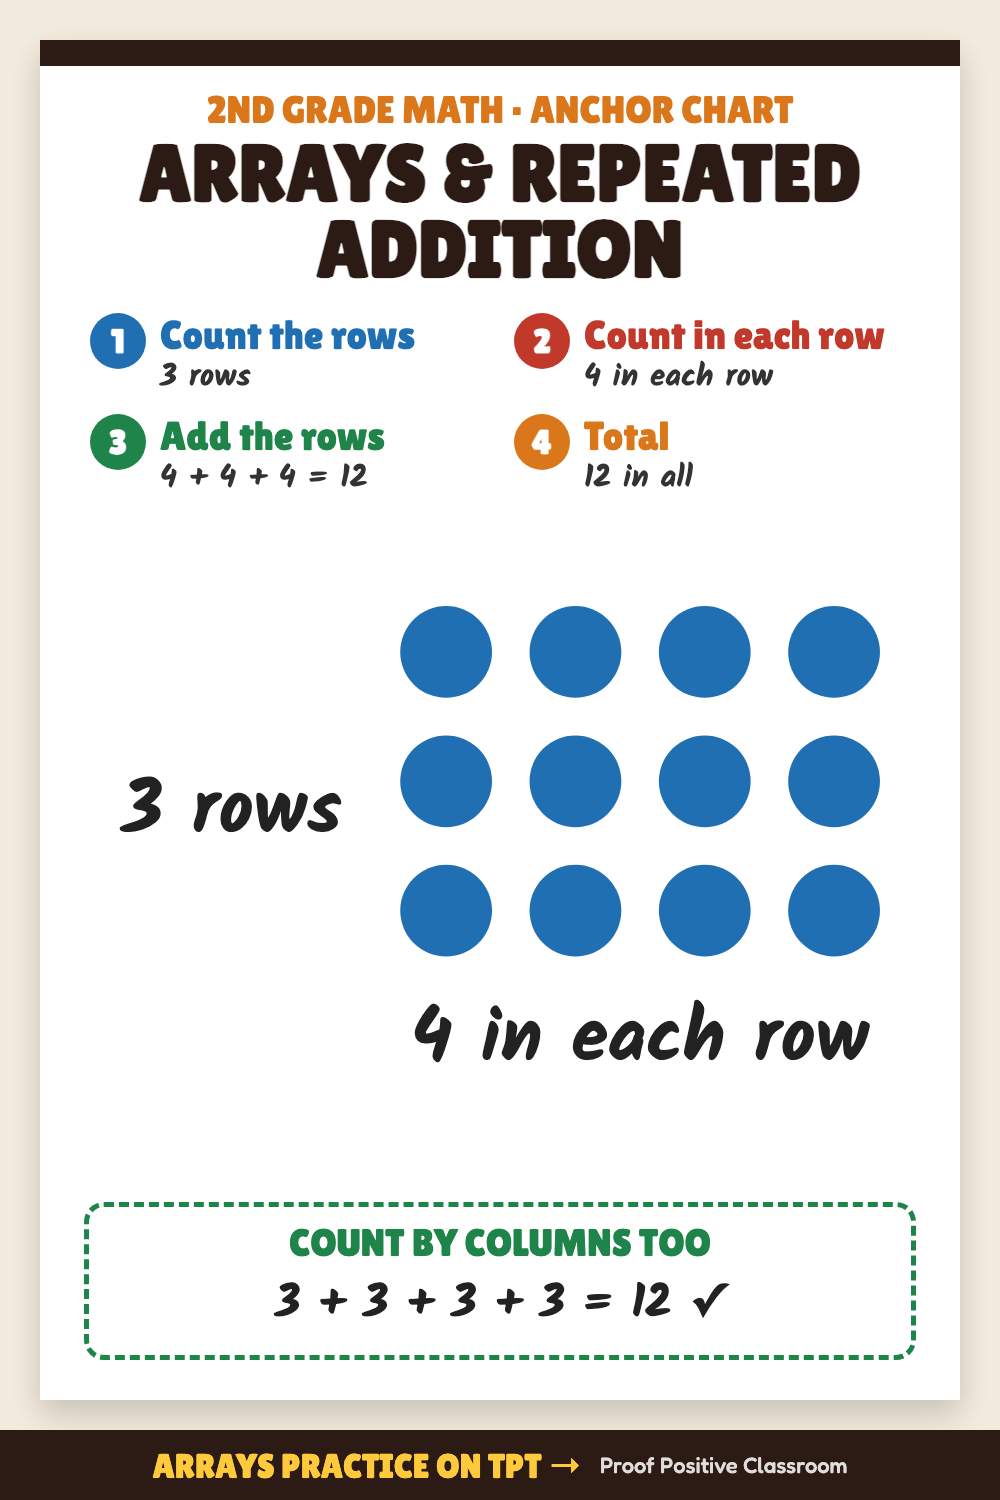 2ND GRADE MATH · ANCHOR CHART
ARRAYS & REPEATED
ADDITION
1 Count the rows
3 rows
2 Count in each row
4 in each row
3 Add the rows
4 + 4 + 4 = 12
4 Total
12 in all
3 rows
4 in each row
COUNT BY COLUMNS TOO
3 + 3 + 3 + 3 = 12 ✓
ARRAYS PRACTICE ON TPT → Proof Positive Classroom